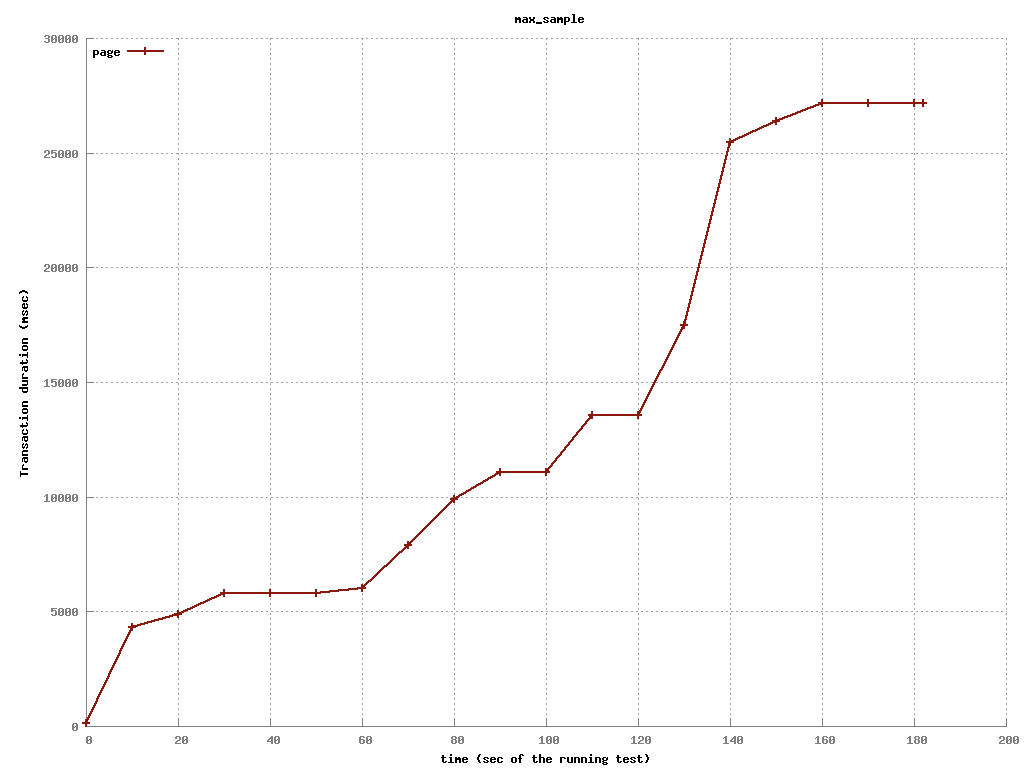 max_sample
page
30000
25000
20000
15000
10000
5000
0
Transaction duration (msec)
0 20 40 60 80 100 120 140 160 180 200
time (sec of the running test)